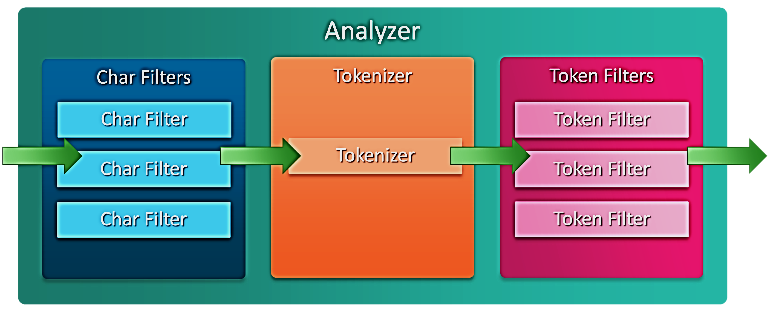 Analyzer
Char Filters
Char Filter
Char Filter
Char Filter
Tokenizer
Tokenizer
Token Filters
Token Filter
Token Filter
Token Filter